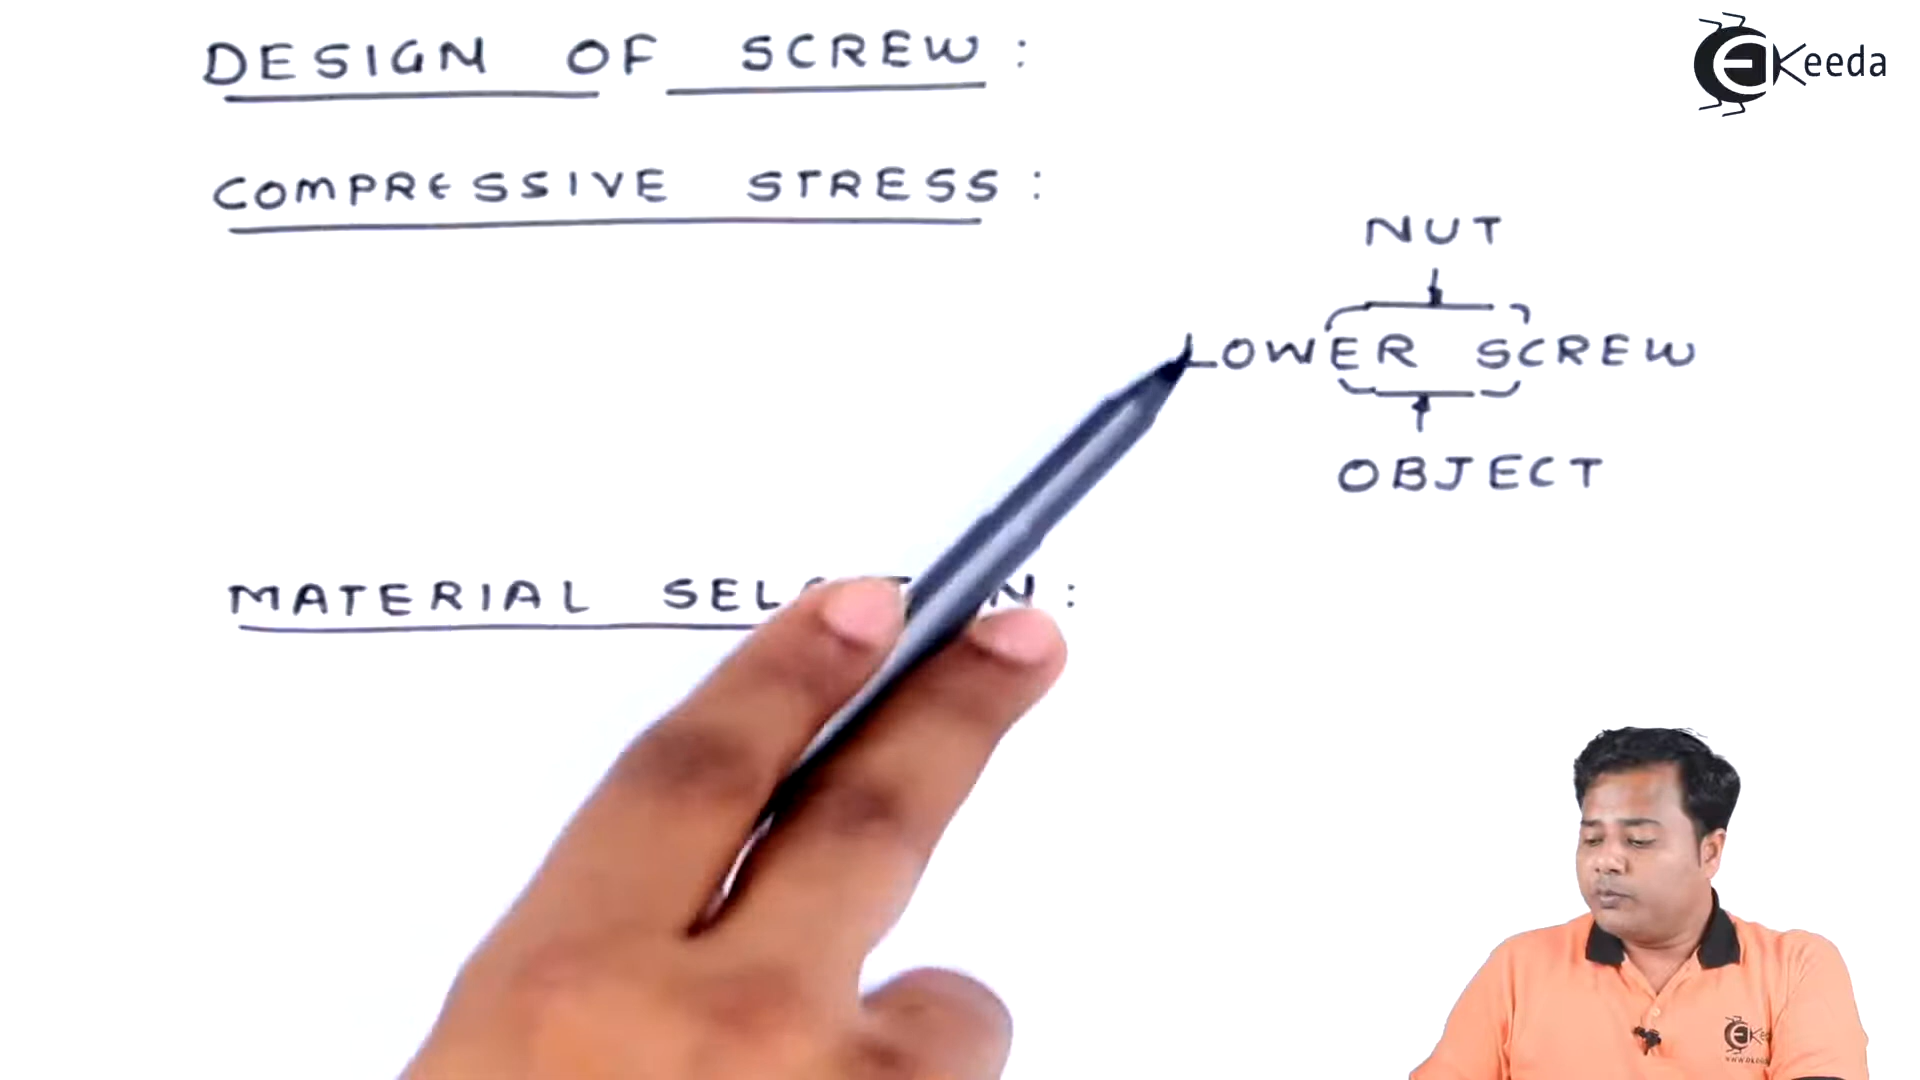 DESIGN OF SCREW :
Keeda
COMPRESSIVE STRESS :
NUT
LOWER SCREW
OBJECT
MATERIAL :